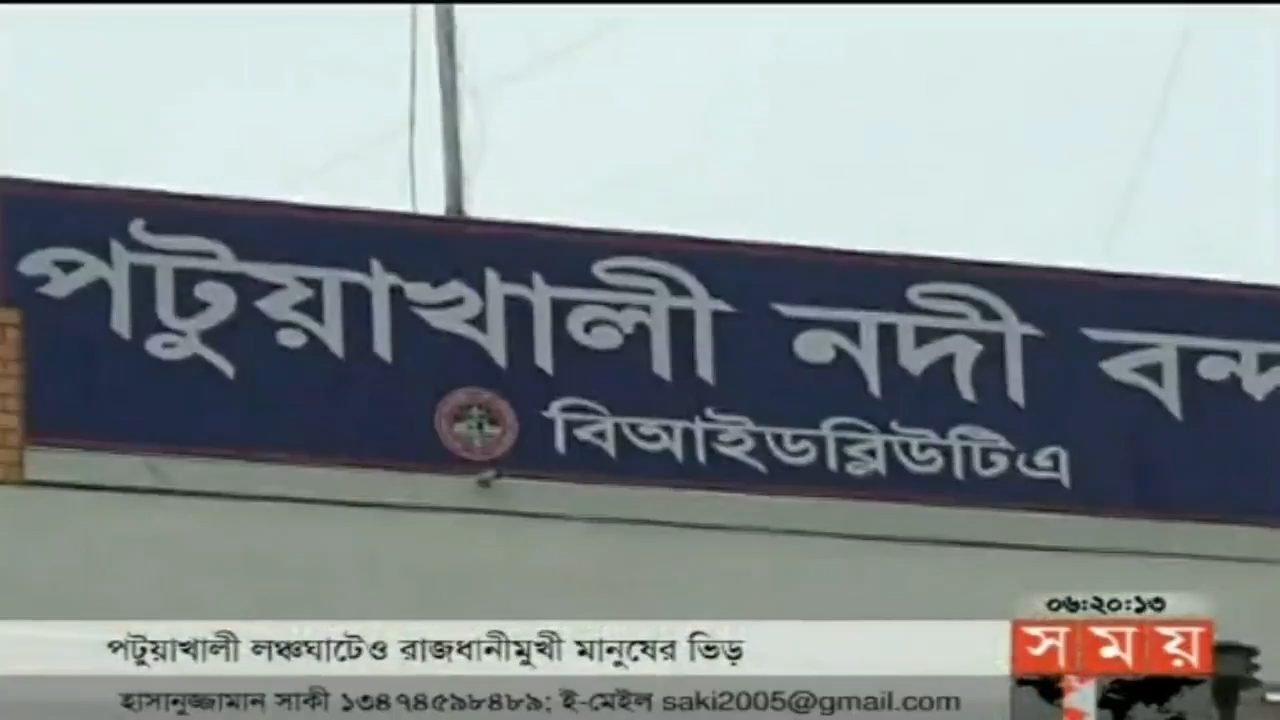 পটুয়াখালী নদী বন্দ
বিআইডব্লিউটিএ
০৬:২০:১৩
পটুয়াখালী লঞ্চঘাটেও রাজধানীমুখী মানুষের ভিড়
সময়
হাসানুজ্জামান সাকী ১৩৪৭৪৫৯৮৪৮৯; ই-মেইল saki2005@gmail.com